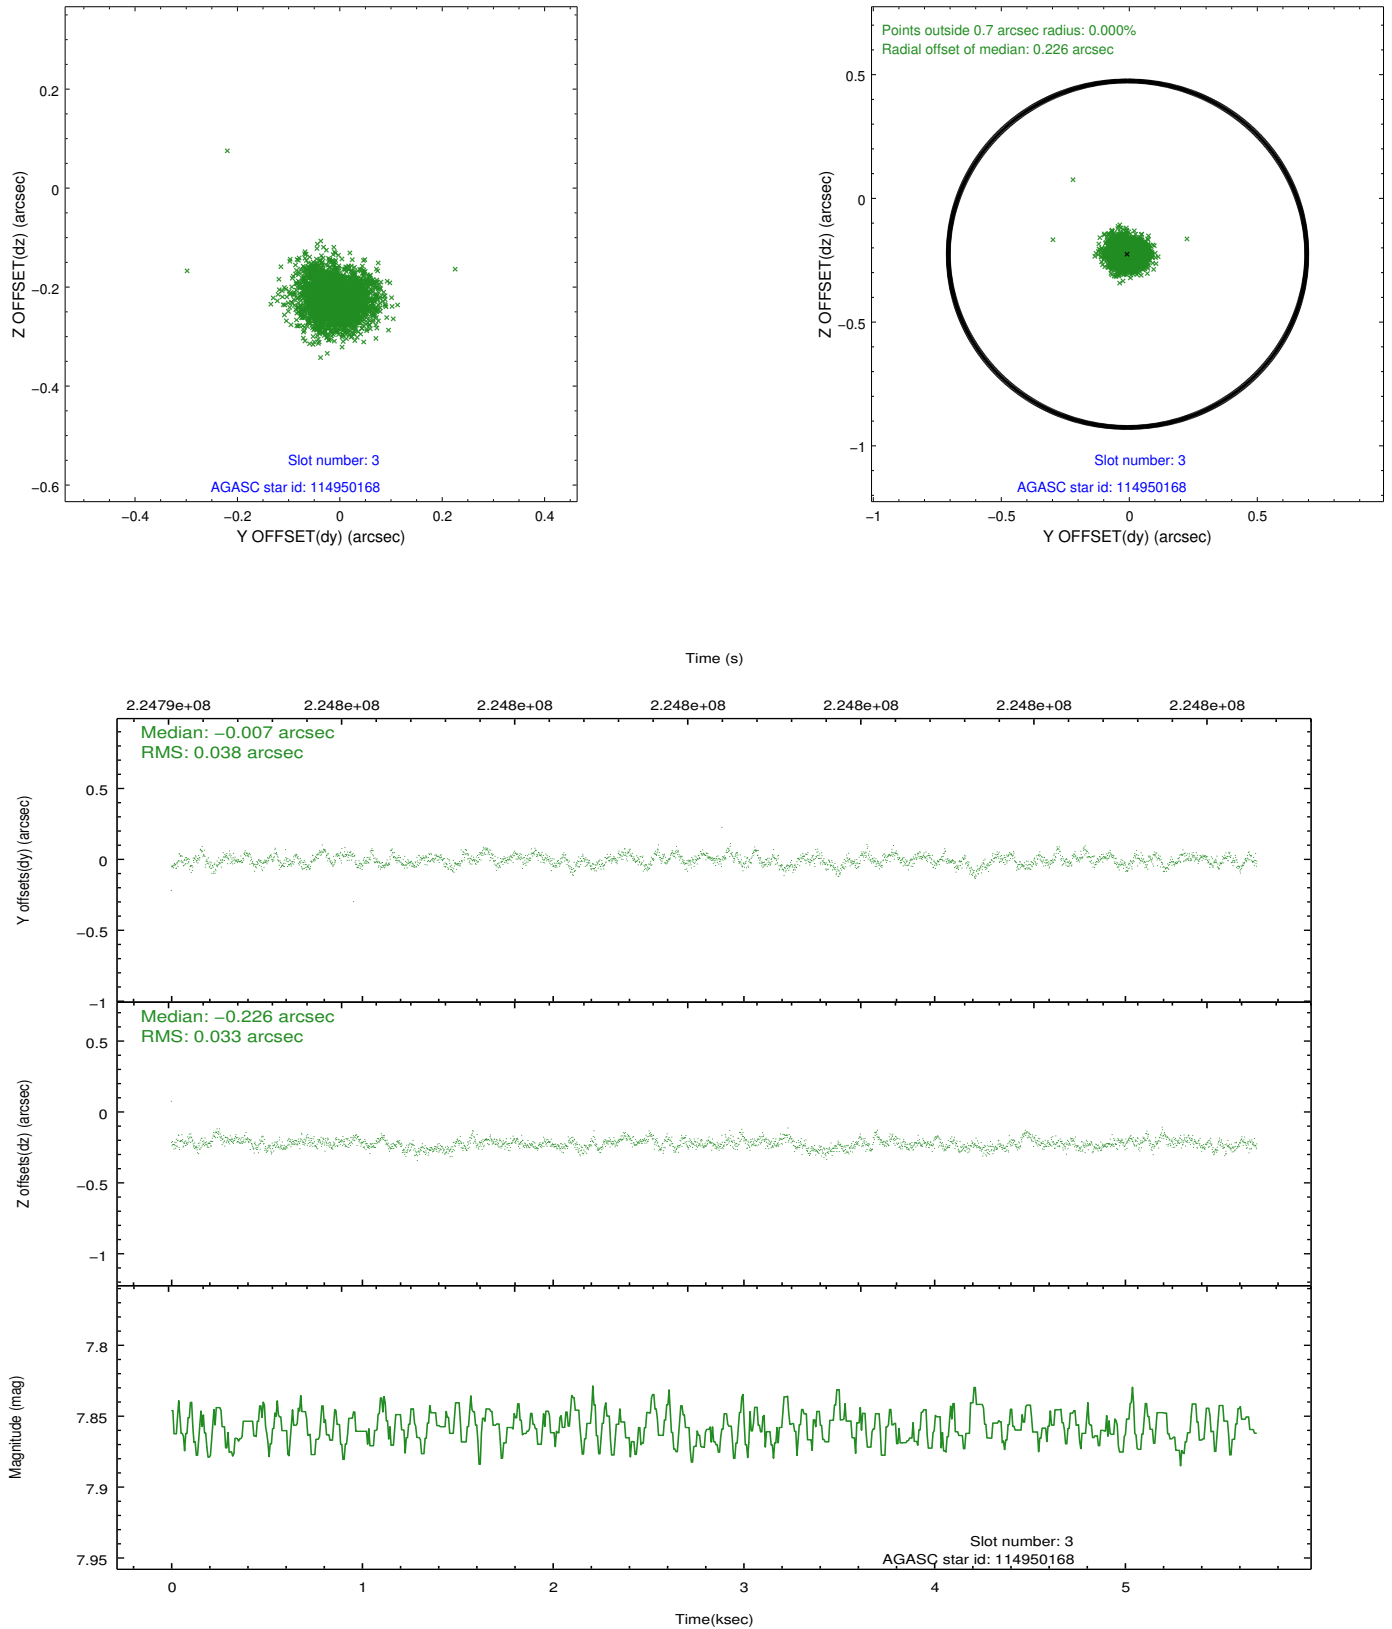 0.2
0
−0.2
−0.4
−0.6
Z OFFSET(dz) (arcsec)
Slot number: 3
AGASC star id: 114950168
−0.4
−0.2
0
0.2
0.4
Y OFFSET(dy) (arcsec)
Points outside 0.7 arcsec radius: 0.000%
Radial offset of median: 0.226 arcsec
0.5
0
−0.5
−1
Z OFFSET(dz) (arcsec)
Slot number: 3
AGASC star id: 114950168
−1
−0.5
0
0.5
Y OFFSET(dy) (arcsec)
Time (s)
2.2479e+08
2.248e+08
2.248e+08
2.248e+08
2.248e+08
2.248e+08
2.248e+08
Median: −0.007 arcsec
RMS: 0.038 arcsec
0.5
0
−0.5
−1
Y offsets(dy) (arcsec)
Median: −0.226 arcsec
RMS: 0.033 arcsec
0.5
0
−0.5
−1
Z offsets(dz) (arcsec)
7.8
7.85
7.9
7.95
Magnitude (mag)
Slot number: 3
AGASC star id: 114950168
0
1
2
3
4
5
Time(ksec)